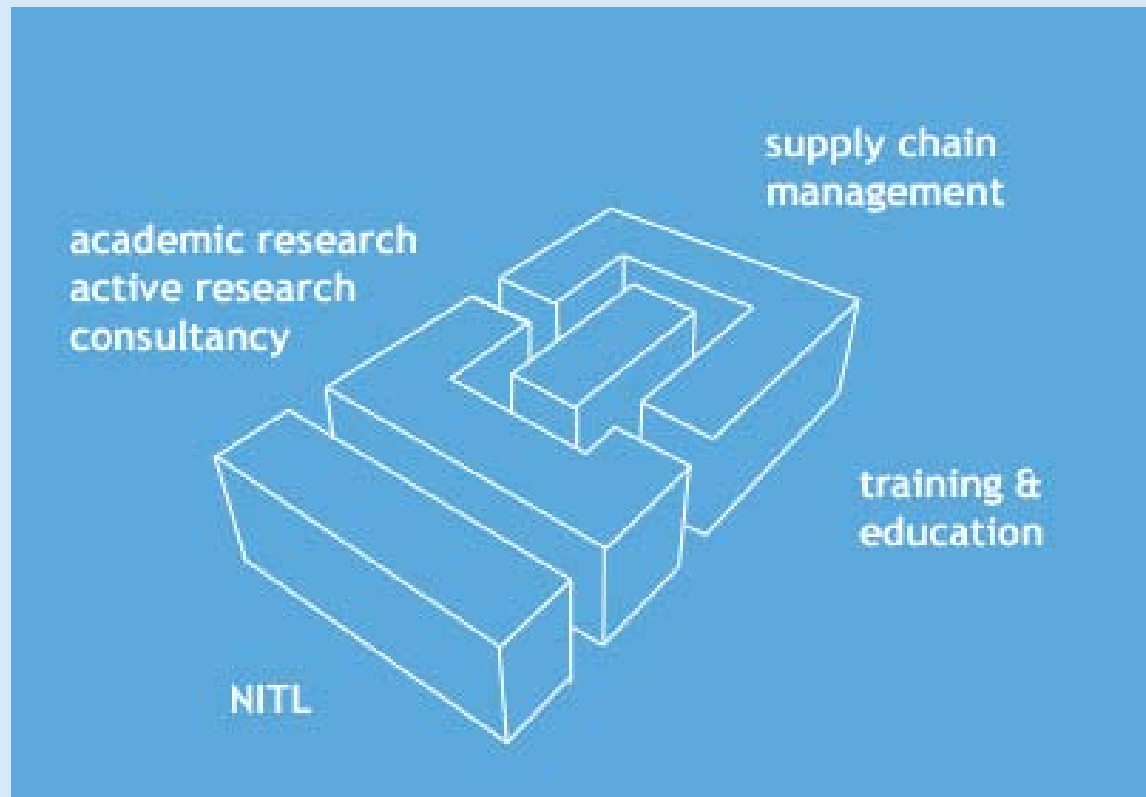 supply chain
management
academic research
active research
consultancy
training &
education
NITL